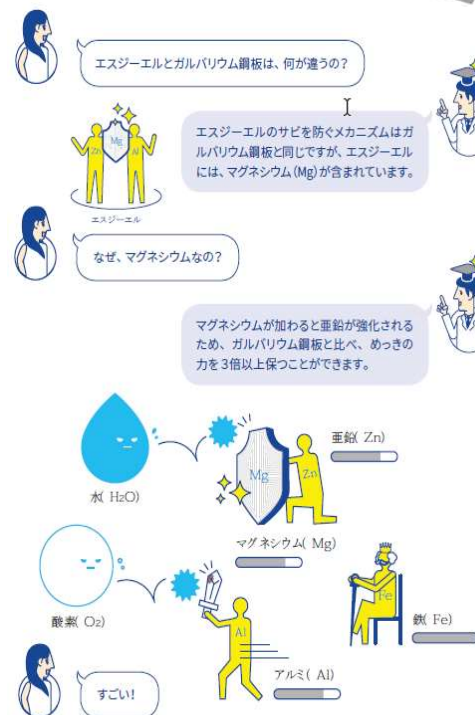 エスジーエルとガルバリウム鋼板は、何が違うの？
エスジーエルのサビを防ぐメカニズムはガ
ルバリウム鋼板と同じですが、エスジーエル
には、マグネシウム(Mg)が含まれています。
Zn
Mg
Al
エスジーエル
なぜ、マグネシウムなの？
マグネシウムが加わると亜鉛が強化される
ため、ガルバリウム鋼板と比べ、めっきの
力を3倍以上保つことができます。
亜鉛( Zn)
Mg
Zn
水( H2O)
マグネシウム( Mg)
酸素( O2)
Fe
鉄( Fe)
Al
アルミ( Al)
すごい！